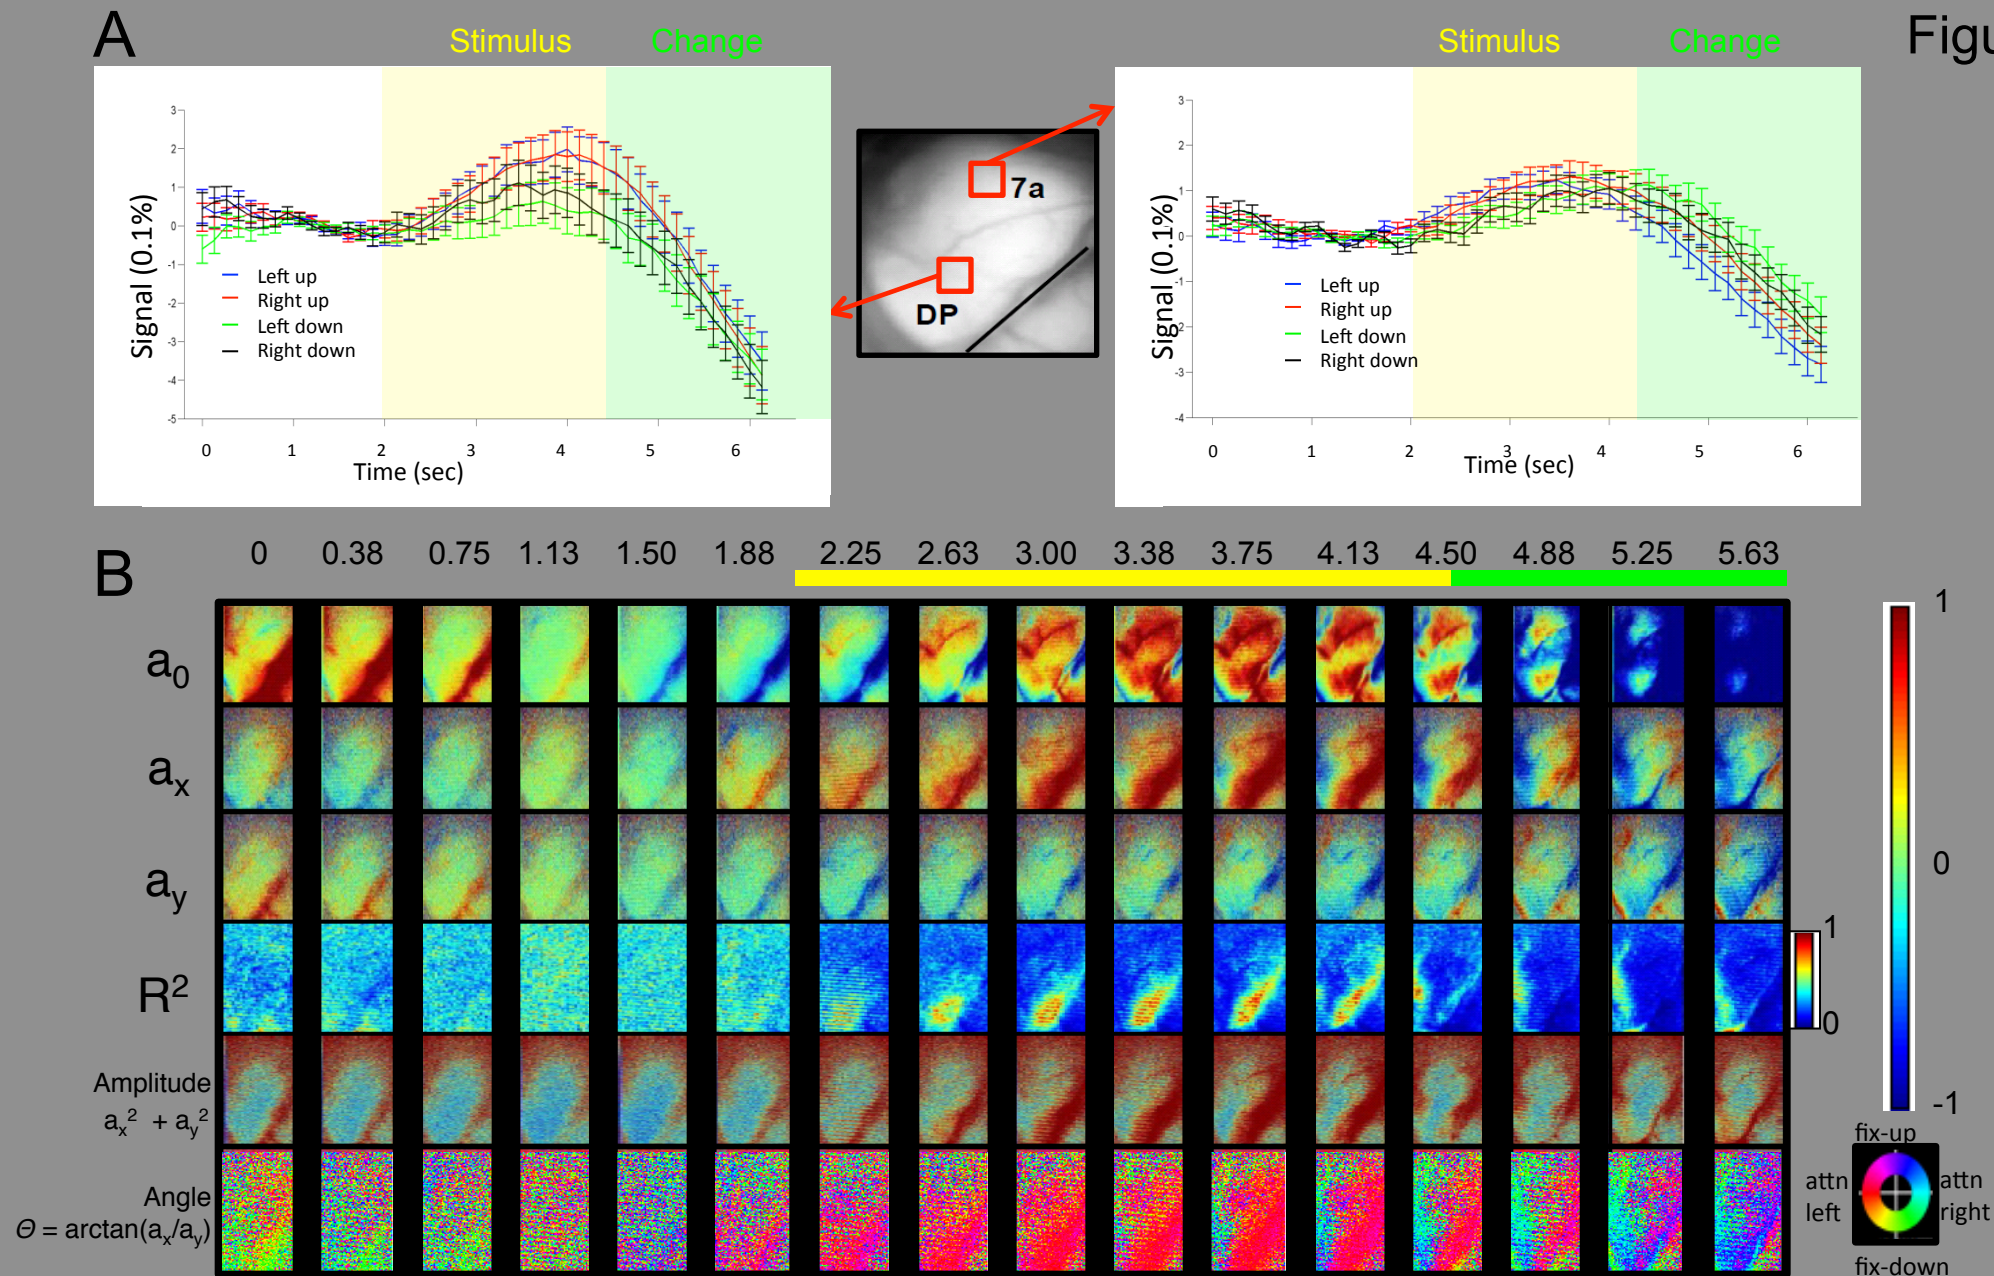 A
Stimulus
Change
Stimulus
Change
Figu
3
2
1
0
-1
-2
-3
-4
-5
Signal (0.1%)
Left up
Right up
Left down
Right down
0 1 2 3 4 5 6
Time (sec)
7a
DP
3
2
1
0
-1
-2
-3
-4
Signal (0.1%)
Left up
Right up
Left down
Right down
0 1 2 3 4 5 6
Time (sec)
B
0 0.38 0.75 1.13 1.50 1.88 2.25 2.63 3.00 3.38 3.75 4.13 4.50 4.88 5.25 5.63
a₀
aₓ
a_y
R²
Amplitude
aₓ² + a_y²
Angle
Θ = arctan(aₓ/a_y)
1
0
1
0
-1
fix-up
attn
left
attn
right
fix-down